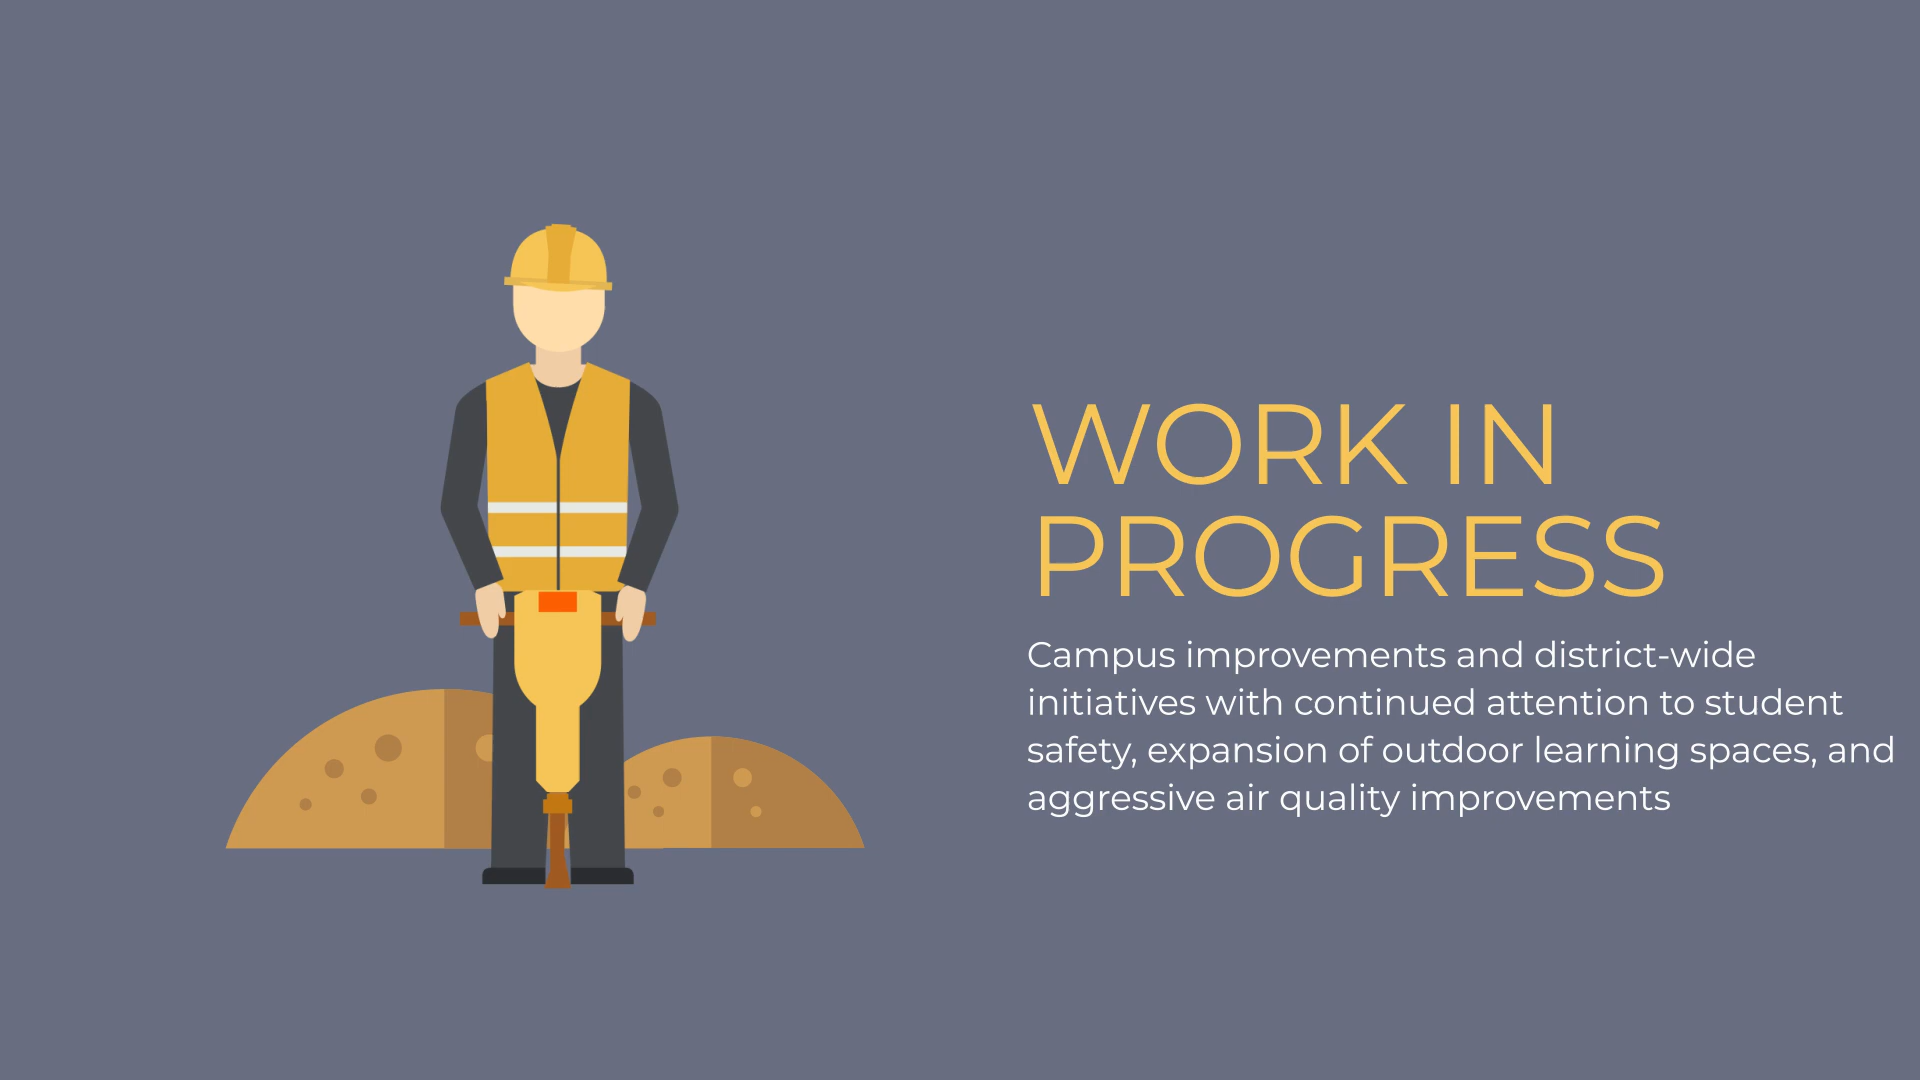 WORK IN
PROGRESS
Campus improvements and district-wide
initiatives with continued attention to student
safety, expansion of outdoor learning spaces, and
aggressive air quality improvements